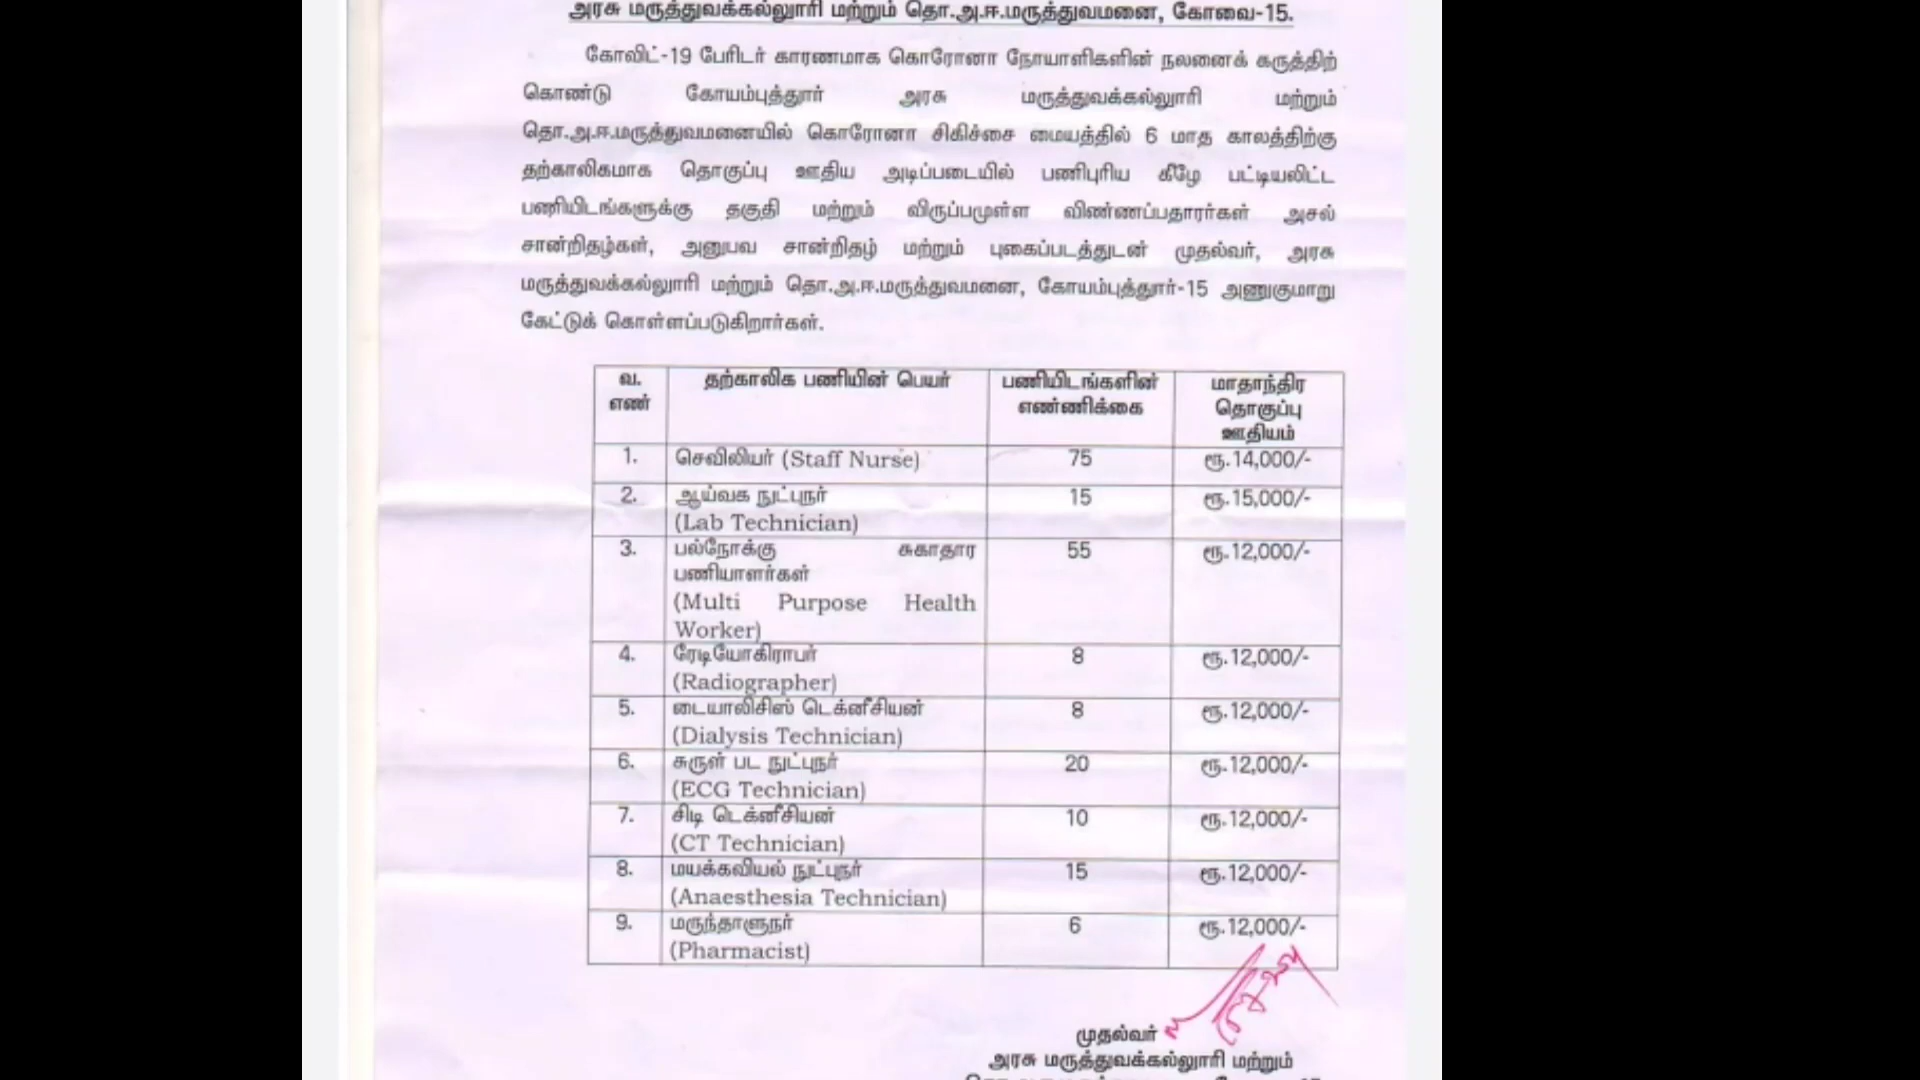 அரசு மருத்துவக்கல்லூரி மற்றும் தொ.அ.ஈ.மருத்துவமனை, கோவை-15.
கோவிட்-19 பேரிடர் காரணமாக கொரோனா நோயாளிகளின் நலனைக் கருத்திற்
கொண்டு கோயம்புத்தூர் அரசு மருத்துவக்கல்லூரி மற்றும்
தொ.அ.ஈ.மருத்துவமனையில் கொரோனா சிகிச்சை மையத்தில் 6 மாத காலத்திற்கு
தற்காலிகமாக தொகுப்பு ஊதிய அடிப்படையில் பணிபுரிய கீழே பட்டியலிட்ட
பணியிடங்களுக்கு தகுதி மற்றும் விருப்பமுள்ள விண்ணப்பதாரர்கள் அசல்
சான்றிதழ்கள், அனுபவ சான்றிதழ் மற்றும் புகைப்படத்துடன் முதல்வர், அரசு
மருத்துவக்கல்லூரி மற்றும் தொ.அ.ஈ.மருத்துவமனை, கோயம்புத்தூர்-15 அணுகுமாறு
கேட்டுக் கொள்ளப்படுகிறார்கள்.
வ. எண் தற்காலிக பணியின் பெயர் பணியிடங்களின் எண்ணிக்கை மாதாந்திர தொகுப்பு ஊதியம்
1. செவிலியர் (Staff Nurse) 75 ரூ.14,000/-
2. ஆய்வக நுட்புநர் 15 ரூ.15,000/-
(Lab Technician)
3. பல்நோக்கு சுகாதார 55 ரூ.12,000/-
பணியாளர்கள்
(Multi Purpose Health
Worker)
4. ரேடியோகிராபர் 8 ரூ.12,000/-
(Radiographer)
5. டையாலிசிஸ் டெக்னீசியன் 8 ரூ.12,000/-
(Dialysis Technician)
6. சுருள் பட நுட்புநர் 20 ரூ.12,000/-
(ECG Technician)
7. சிடி டெக்னீசியன் 10 ரூ.12,000/-
(CT Technician)
8. மயக்கவியல் நுட்புநர் 15 ரூ.12,000/-
(Anaesthesia Technician)
9. மருந்தாளுநர் 6 ரூ.12,000/-
(Pharmacist)
முதல்வர்
அரசு மருத்துவக்கல்லூரி மற்றும்